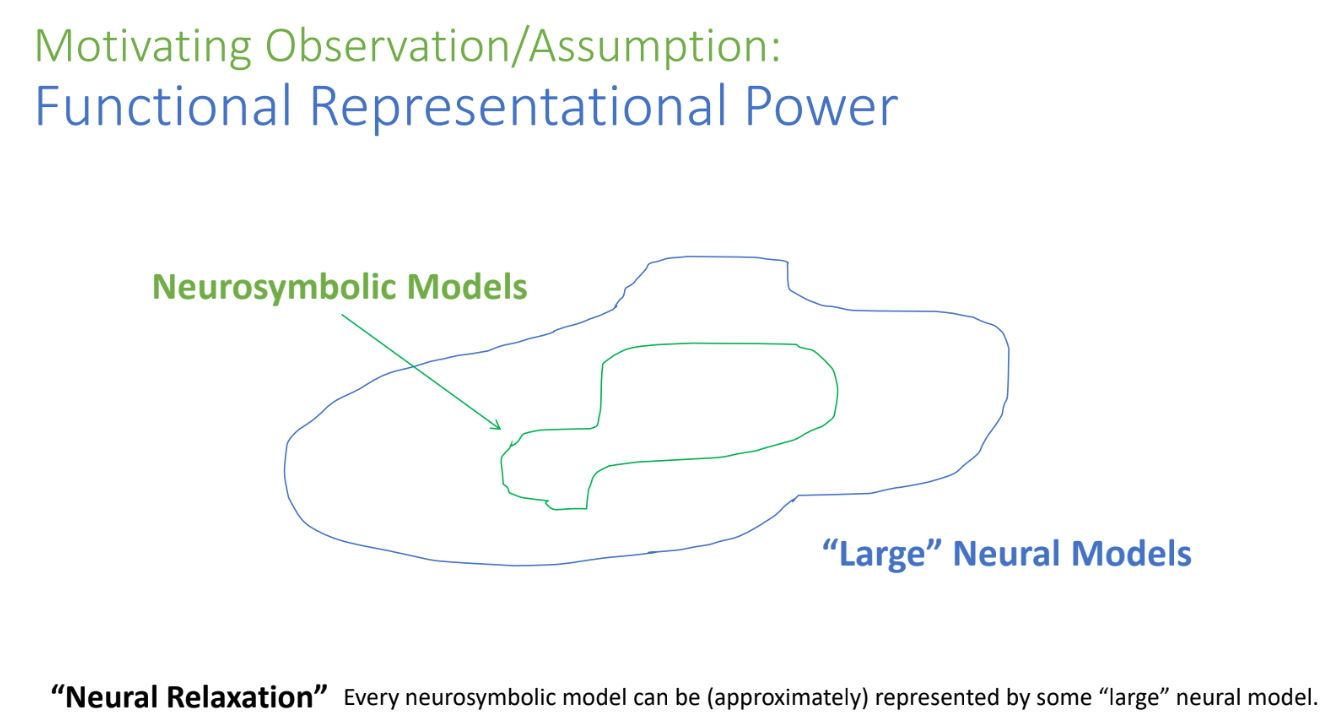 Motivating Observation/Assumption:
Functional Representational Power
Neurosymbolic Models
“Large” Neural Models
“Neural Relaxation” Every neurosymbolic model can be (approximately) represented by some “large” neural model.